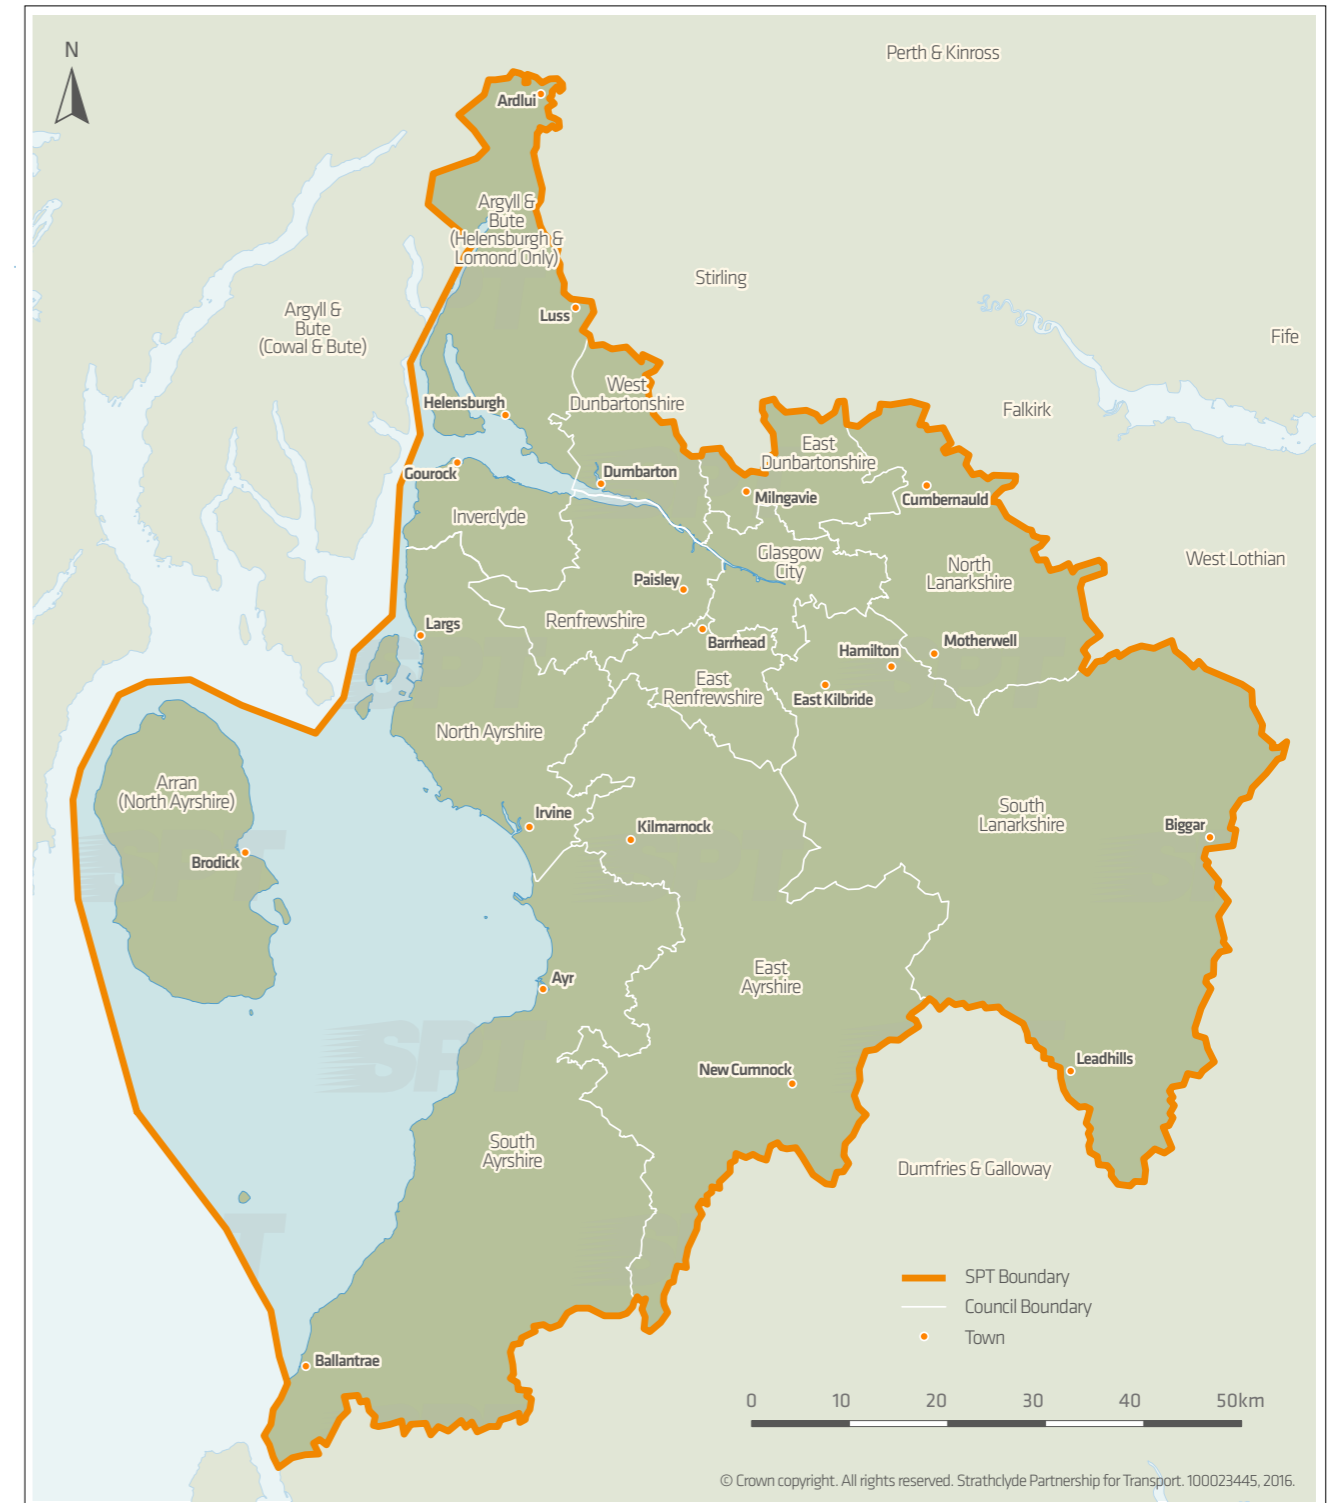 N
Perth & Kinross
Ardlui
Argyll &
Bute
(Helensburgh &
Lomond Only)
Stirling
Argyll &
Bute
(Cowal & Bute)
Luss
Fife
West
Dunbartonshire
Helensburgh
Falkirk
East
Dunbartonshire
Gourock
Dumbarton
Milngavie
Cumbernauld
Inverclyde
Glasgow
City
West Lothian
North
Lanarkshire
Paisley
Renfrewshire
Largs
Barrhead
Hamilton
Motherwell
East
Renfrewshire
East Kilbride
North Ayrshire
Arran
(North Ayrshire)
South
Lanarkshire
Irvine
Kilmarnock
Biggar
Brodick
SPT
SPT
SPT
East
Ayrshire
Ayr
SPT
New Cumnock
Leadhills
South
Ayrshire
Dumfries & Galloway
SPT Boundary
Council Boundary
Town
Ballantrae
0 10 20 30 40 50km
© Crown copyright. All rights reserved. Strathclyde Partnership for Transport. 100023445, 2016.